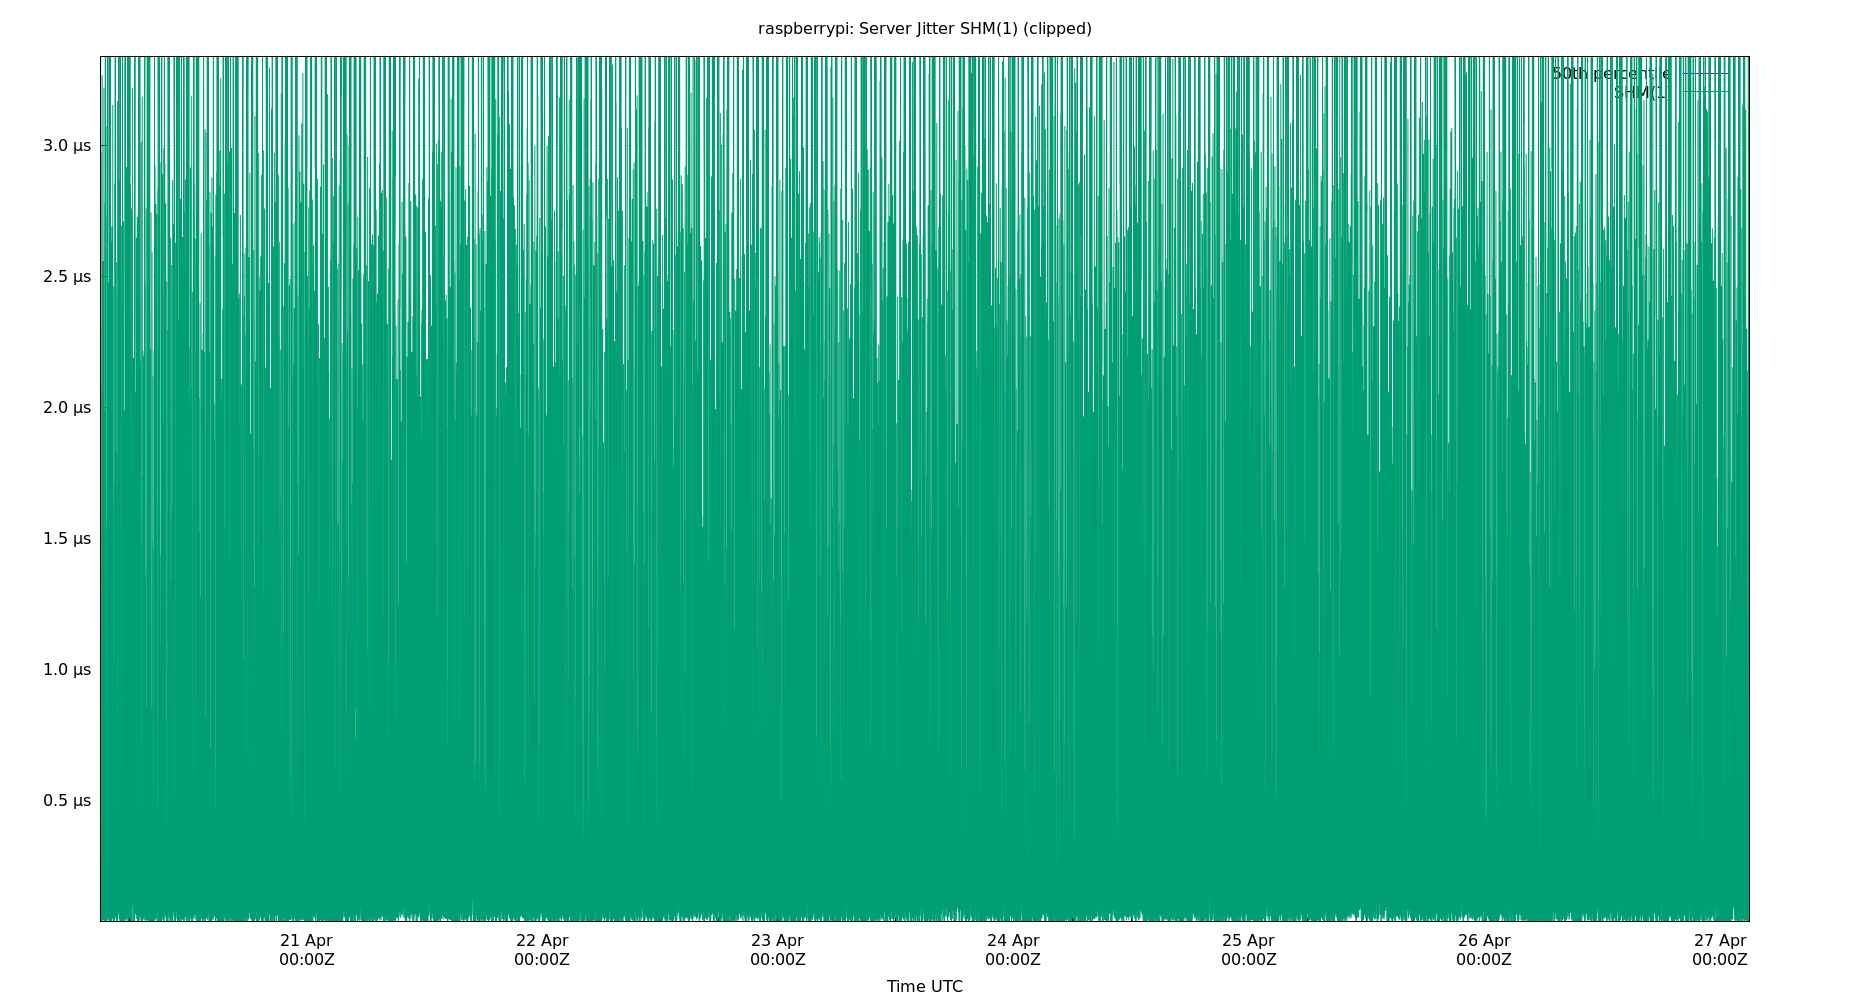 raspberrypi: Server Jitter SHM(1) (clipped)
50th percentile
SHM(1)
3.0 µs
2.5 µs
2.0 µs
1.5 µs
1.0 µs
0.5 µs
21 Apr 22 Apr 23 Apr 24 Apr 25 Apr 26 Apr 27 Apr
00:00Z 00:00Z 00:00Z 00:00Z 00:00Z 00:00Z 00:00Z
Time UTC